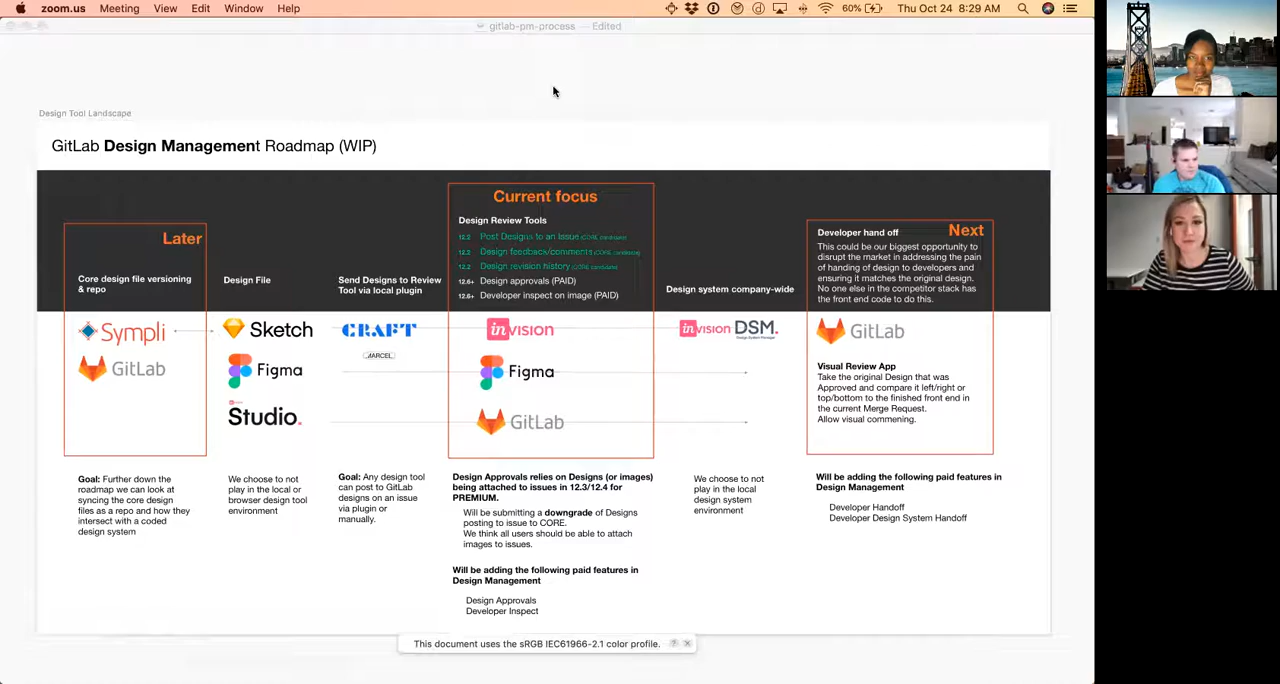 zoom.us Meeting View Edit Window Help
60% Thu Oct 24 8:29 AM
gitlab-pm-process — Edited
Design Tool Landscape
GitLab Design Management Roadmap (WIP)
Later
Core design file versioning
& repo
Sympli
GitLab
Goal: Further down the
roadmap we can look at
syncing the core design
files as a repo and how they
intersect with a coded
design system
Design File
Sketch
Figma
Studio.
We choose to not
play in the local or
browser design tool
environment
Send Designs to Review
Tool via local plugin
CRAFT
MARCEL
Goal: Any design tool
can post to GitLab
designs on an issue
via plugin or
manually.
Current focus
Design Review Tools
12.2 Post Designs to an Issue (CORE candidate)
12.2 Design feedback/comments (CORE candidate)
12.2 Design revision history (CORE candidate)
12.6+ Design approvals (PAID)
12.6+ Developer inspect on image (PAID)
invision
Figma
GitLab
Design Approvals relies on Designs (or images)
being attached to issues in 12.3/12.4 for
PREMIUM.
Will be submitting a downgrade of Designs
posting to issue to CORE.
We think all users should be able to attach
images to issues.
Will be adding the following paid features in
Design Management
Design Approvals
Developer Inspect
Design system company-wide
invision DSM.
Design System Manager
We choose to not
play in the local
design system
environment
Next
Developer hand off
This could be our biggest opportunity to
disrupt the market in addressing the pain
of handing of design to developers and
ensuring it matches the original design.
No one else in the competitor stack has
the front end code to do this.
GitLab
Visual Review App
Take the original Design that was
Approved and compare it left/right or
top/bottom to the finished front end in
the current Merge Request.
Allow visual commening.
Will be adding the following paid features in
Design Management
Developer Handoff
Developer Design System Handoff
This document uses the sRGB IEC61966-2.1 color profile.